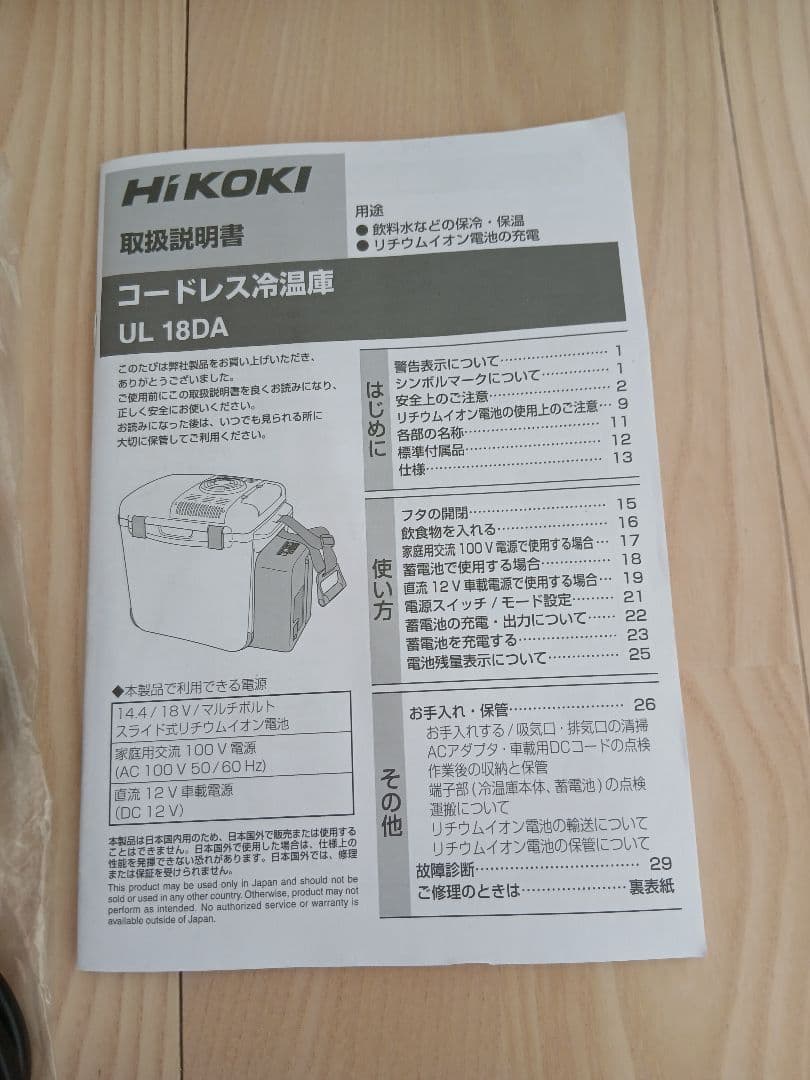 HiKOKI
取扱説明書
用途
● 飲料水などの保冷・保温
● リチウムイオン電池の充電
コードレス冷温庫
UL 18DA
このたびは弊社製品をお買い上げいただき、
ありがとうございました。
ご使用前にこの取扱説明書を良くお読みになり、
正しく安全にお使いください。
お読みになった後は、いつでも見られる所に
大切に保管してご利用ください。
◆本製品で利用できる電源
14.4 / 18 V / マルチボルト
スライド式リチウムイオン電池
家庭用交流 100 V 電源
(AC 100 V 50 / 60 Hz)
直流 12 V 車載電源
(DC 12 V)
本製品は日本国内用のため、日本国外で販売または使用する
ことはできません。日本国外で使用した場合は、仕様上の
性能を発揮できない恐れがあります。日本国外では、修理
または保証を受けられません。
This product may be used only in Japan and should not be
sold or used in any other country. Otherwise, product may not
perform as intended. No authorized service or warranty is
available outside of Japan.
はじめに
警告表示について…………………… 1
シンボルマークについて…………… 1
安全上のご注意……………………… 2
リチウムイオン電池の使用上のご注意… 9
各部の名称…………………………… 11
標準付属品…………………………… 12
仕様…………………………………… 13
使い方
フタの開閉…………………………… 15
飲食物を入れる……………………… 16
家庭用交流 100 V 電源で使用する場合… 17
蓄電池で使用する場合……………… 18
直流 12 V 車載電源で使用する場合… 19
電源スイッチ / モード設定………… 21
蓄電池の充電・出力について……… 22
蓄電池を充電する…………………… 23
電池残量表示について……………… 25
その他
お手入れ・保管……………………… 26
お手入れする / 吸気口・排気口の清掃
ACアダプタ・車載用DCコードの点検
作業後の収納と保管
端子部 (冷温庫本体、蓄電池) の点検
運搬について
リチウムイオン電池の輸送について
リチウムイオン電池の保管について
故障診断……………………………… 29
ご修理のときは……………………… 裏表紙